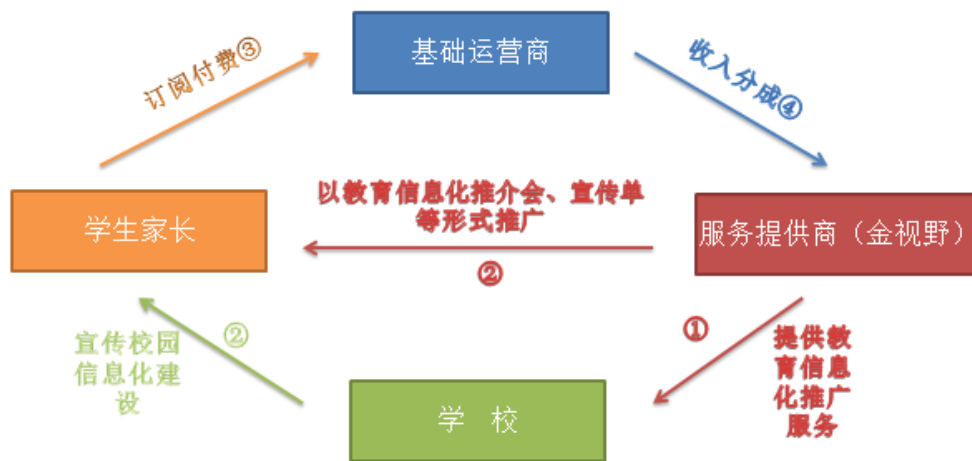 基础运营商
订阅付费③
收入分成④
以教育信息化推介会、宣传单
等形式推广
学生家长
服务提供商（金视野）
②
①
②
宣传校园
信息化建
设
提供教
育信息
化推广
服务
学 校